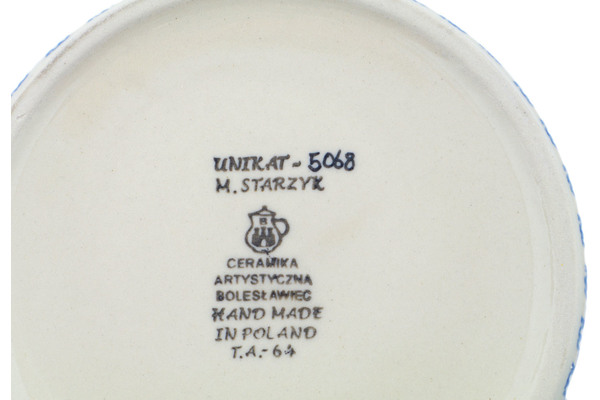 UNIKAT - 5068
M. STARZYK
CERAMIKA
ARTYSTYCZNA
BOLESŁAWIEC
HAND MADE
IN POLAND
T.A.-64